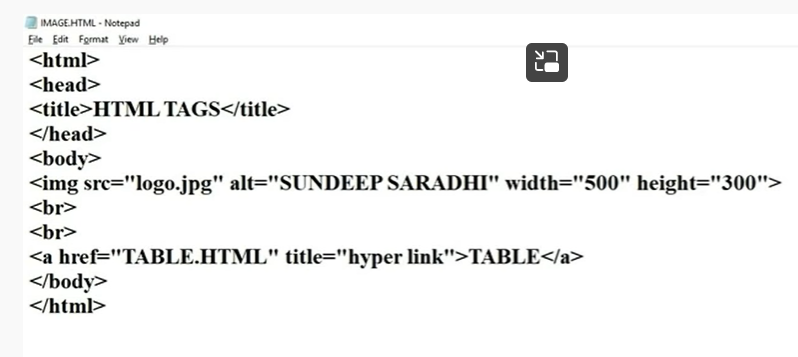 IMAGE.HTML - Notepad
File Edit Format View Help
<html>
<head>
<title>HTML TAGS</title>
</head>
<body>
<img src="logo.jpg" alt="SUNDEEP SARADHI" width="500" height="300">
<br>
<br>
<a href="TABLE.HTML" title="hyper link">TABLE</a>
</body>
</html>